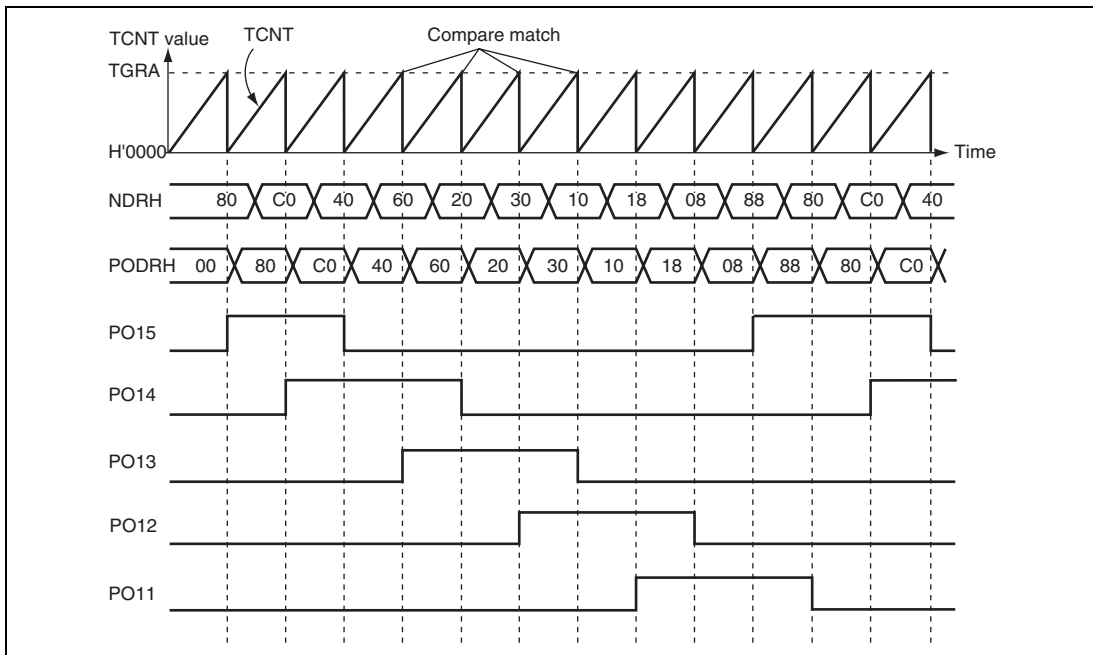 TCNT value TCNT Compare match
TGRA
H'0000 Time
NDRH 80 C0 40 60 20 30 10 18 08 88 80 C0 40
PODRH 00 80 C0 40 60 20 30 10 18 08 88 80 C0
PO15
PO14
PO13
PO12
PO11